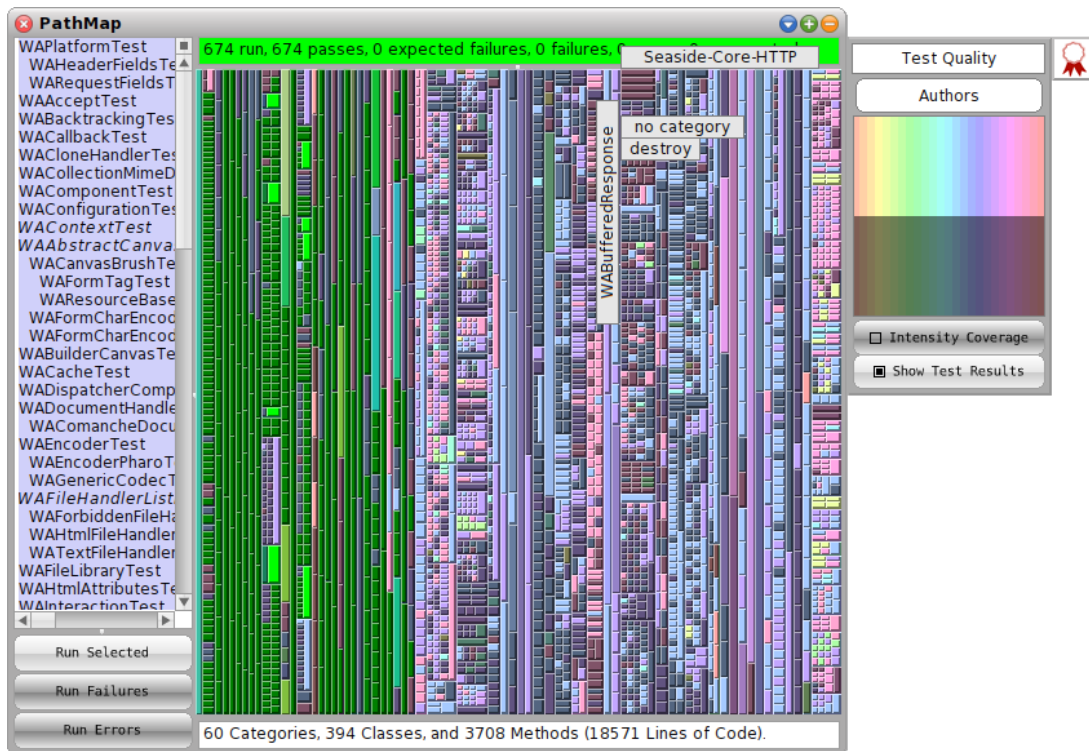 PathMap
WAPlatformTest
WAHeaderFieldsTe
WARequestFieldsT
WAAcceptTest
WABacktrackingTes
WACallbackTest
WACloneHandlerTes
WACollectionMimeD
WAComponentTest
WAConfigurationTes
WAContextTest
WAAbstractCanva
WACanvasBrushTe
WAFormTagTest
WAResourceBase
WAFormCharEncod
WAFormCharEncod
WABuilderCanvasTe
WACacheTest
WADispatcherComp
WADocumentHandle
WAComancheDocu
WAEncoderTest
WAEncoderPharoT
WAGenericCodecT
WAFileHandlerList
WAForbiddenFileHa
WAHtmlFileHandler
WATextFileHandler
WAFileLibraryTest
WAHtmlAttributesTe
WAInteractionTest
Run Selected
Run Failures
Run Errors
674 run, 674 passes, 0 expected failures, 0 failures, 0
Seaside-Core-HTTP
no category
destroy
WABufferedResponse
60 Categories, 394 Classes, and 3708 Methods (18571 Lines of Code).
Test Quality
Authors
Intensity Coverage
Show Test Results